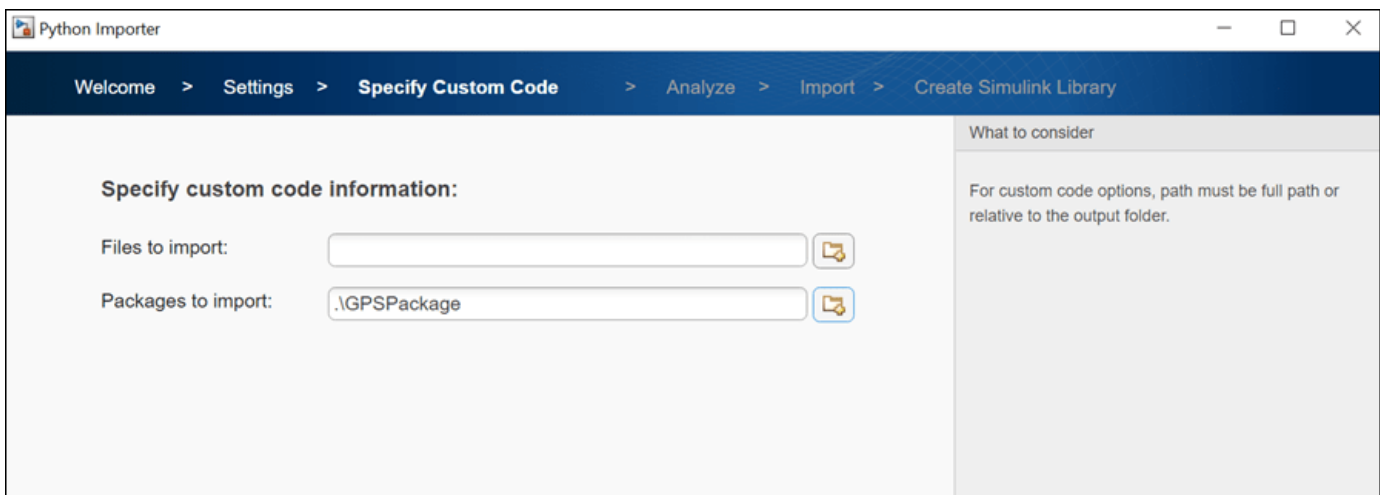 Python Importer
Welcome > Settings > Specify Custom Code > Analyze > Import > Create Simulink Library
What to consider
Specify custom code information:
For custom code options, path must be full path or
relative to the output folder.
Files to import:
Packages to import: .\GPSPackage